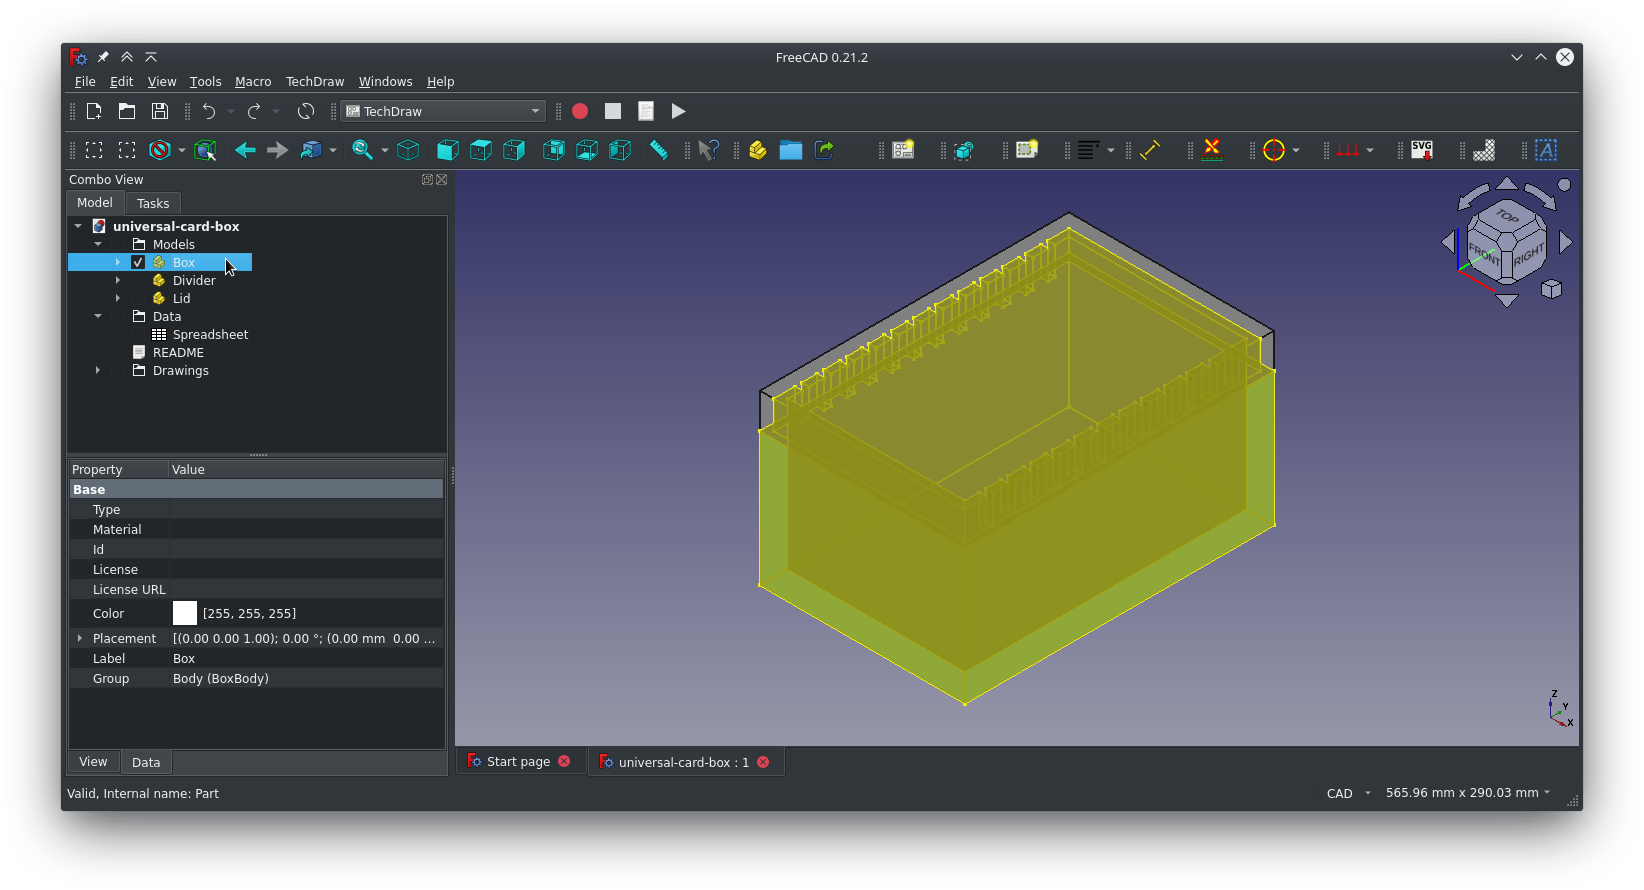 FreeCAD 0.21.2
File Edit View Tools Macro TechDraw Windows Help
TechDraw
SVG
A
Combo View
Model Tasks
universal-card-box
Models
Box
Divider
Lid
Data
Spreadsheet
README
Drawings
TOP
FRONT
RIGHT
Property Value
Base
Type
Material
Id
License
License URL
Color [255, 255, 255]
Placement [(0.00 0.00 1.00); 0.00 °; (0.00 mm 0.00 ...
Label Box
Group Body (BoxBody)
Z
Y
X
View Data
Start page
universal-card-box : 1
Valid, Internal name: Part
CAD
565.96 mm x 290.03 mm